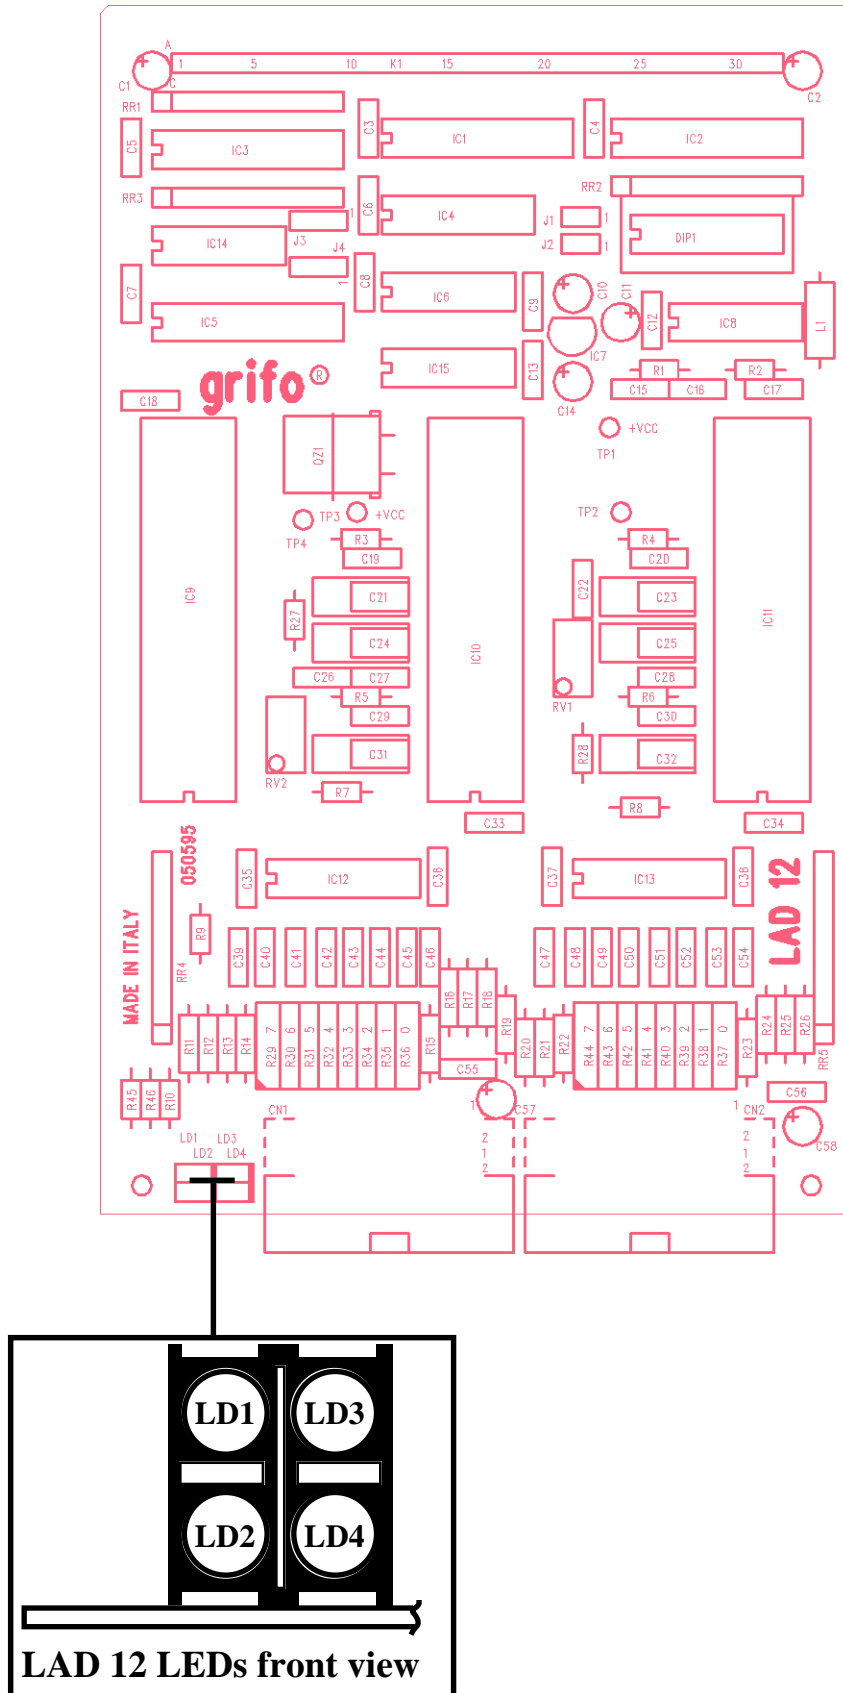 A
1 5 10 K1 15 20 25 30
C
C1 C2
RR1
C5 IC3 C3 IC1 C4 IC2
RR3 C6 IC4 RR2
J3 1 J1 1 DIP1
IC14 J4 J2 1
1
C7 IC5 C8 IC6 C9 C10 C11 C12 IC8 L1
IC7
grifo ® IC15 C13 R1 R2
C18 C14 C15 C16 C17
QZ1 +VCC
TP1
TP3 +VCC TP2
TP4 R3 R4
C19 C20
IC9 R27 C21 C22 C23 IC11
C24 IC10 C25
C26 C27 C28
R5 RV1 R6
C29 C30
C31 R28 C32
RV2 R7 R8
C33 C34
050595
C35 IC12 C36 C37 IC13 C38 LAD 12
MADE IN ITALY R9 RR4
C39 C40 C41 C42 C43 C44 C45 C46 C47 C48 C49 C50 C51 C52 C53 C54
R16 R17 R18 R19 R24 R25 R26
R11 R12 R13 R14 R15 R20 R21 R22 R23 RR5
7 6 5 4 3 2 1 0 7 6 5 4 3 2 1 0
R29 R30 R31 R32 R33 R34 R35 R36 R44 R43 R42 R41 R40 R39 R38 R37
C55 C56
R45 R46 R10 CN1 1 C57 1 CN2
LD1 LD3 2 2 C58
LD2 LD4 1 1
2 2
LD1 LD3
LD2 LD4
LAD 12 LEDs front view